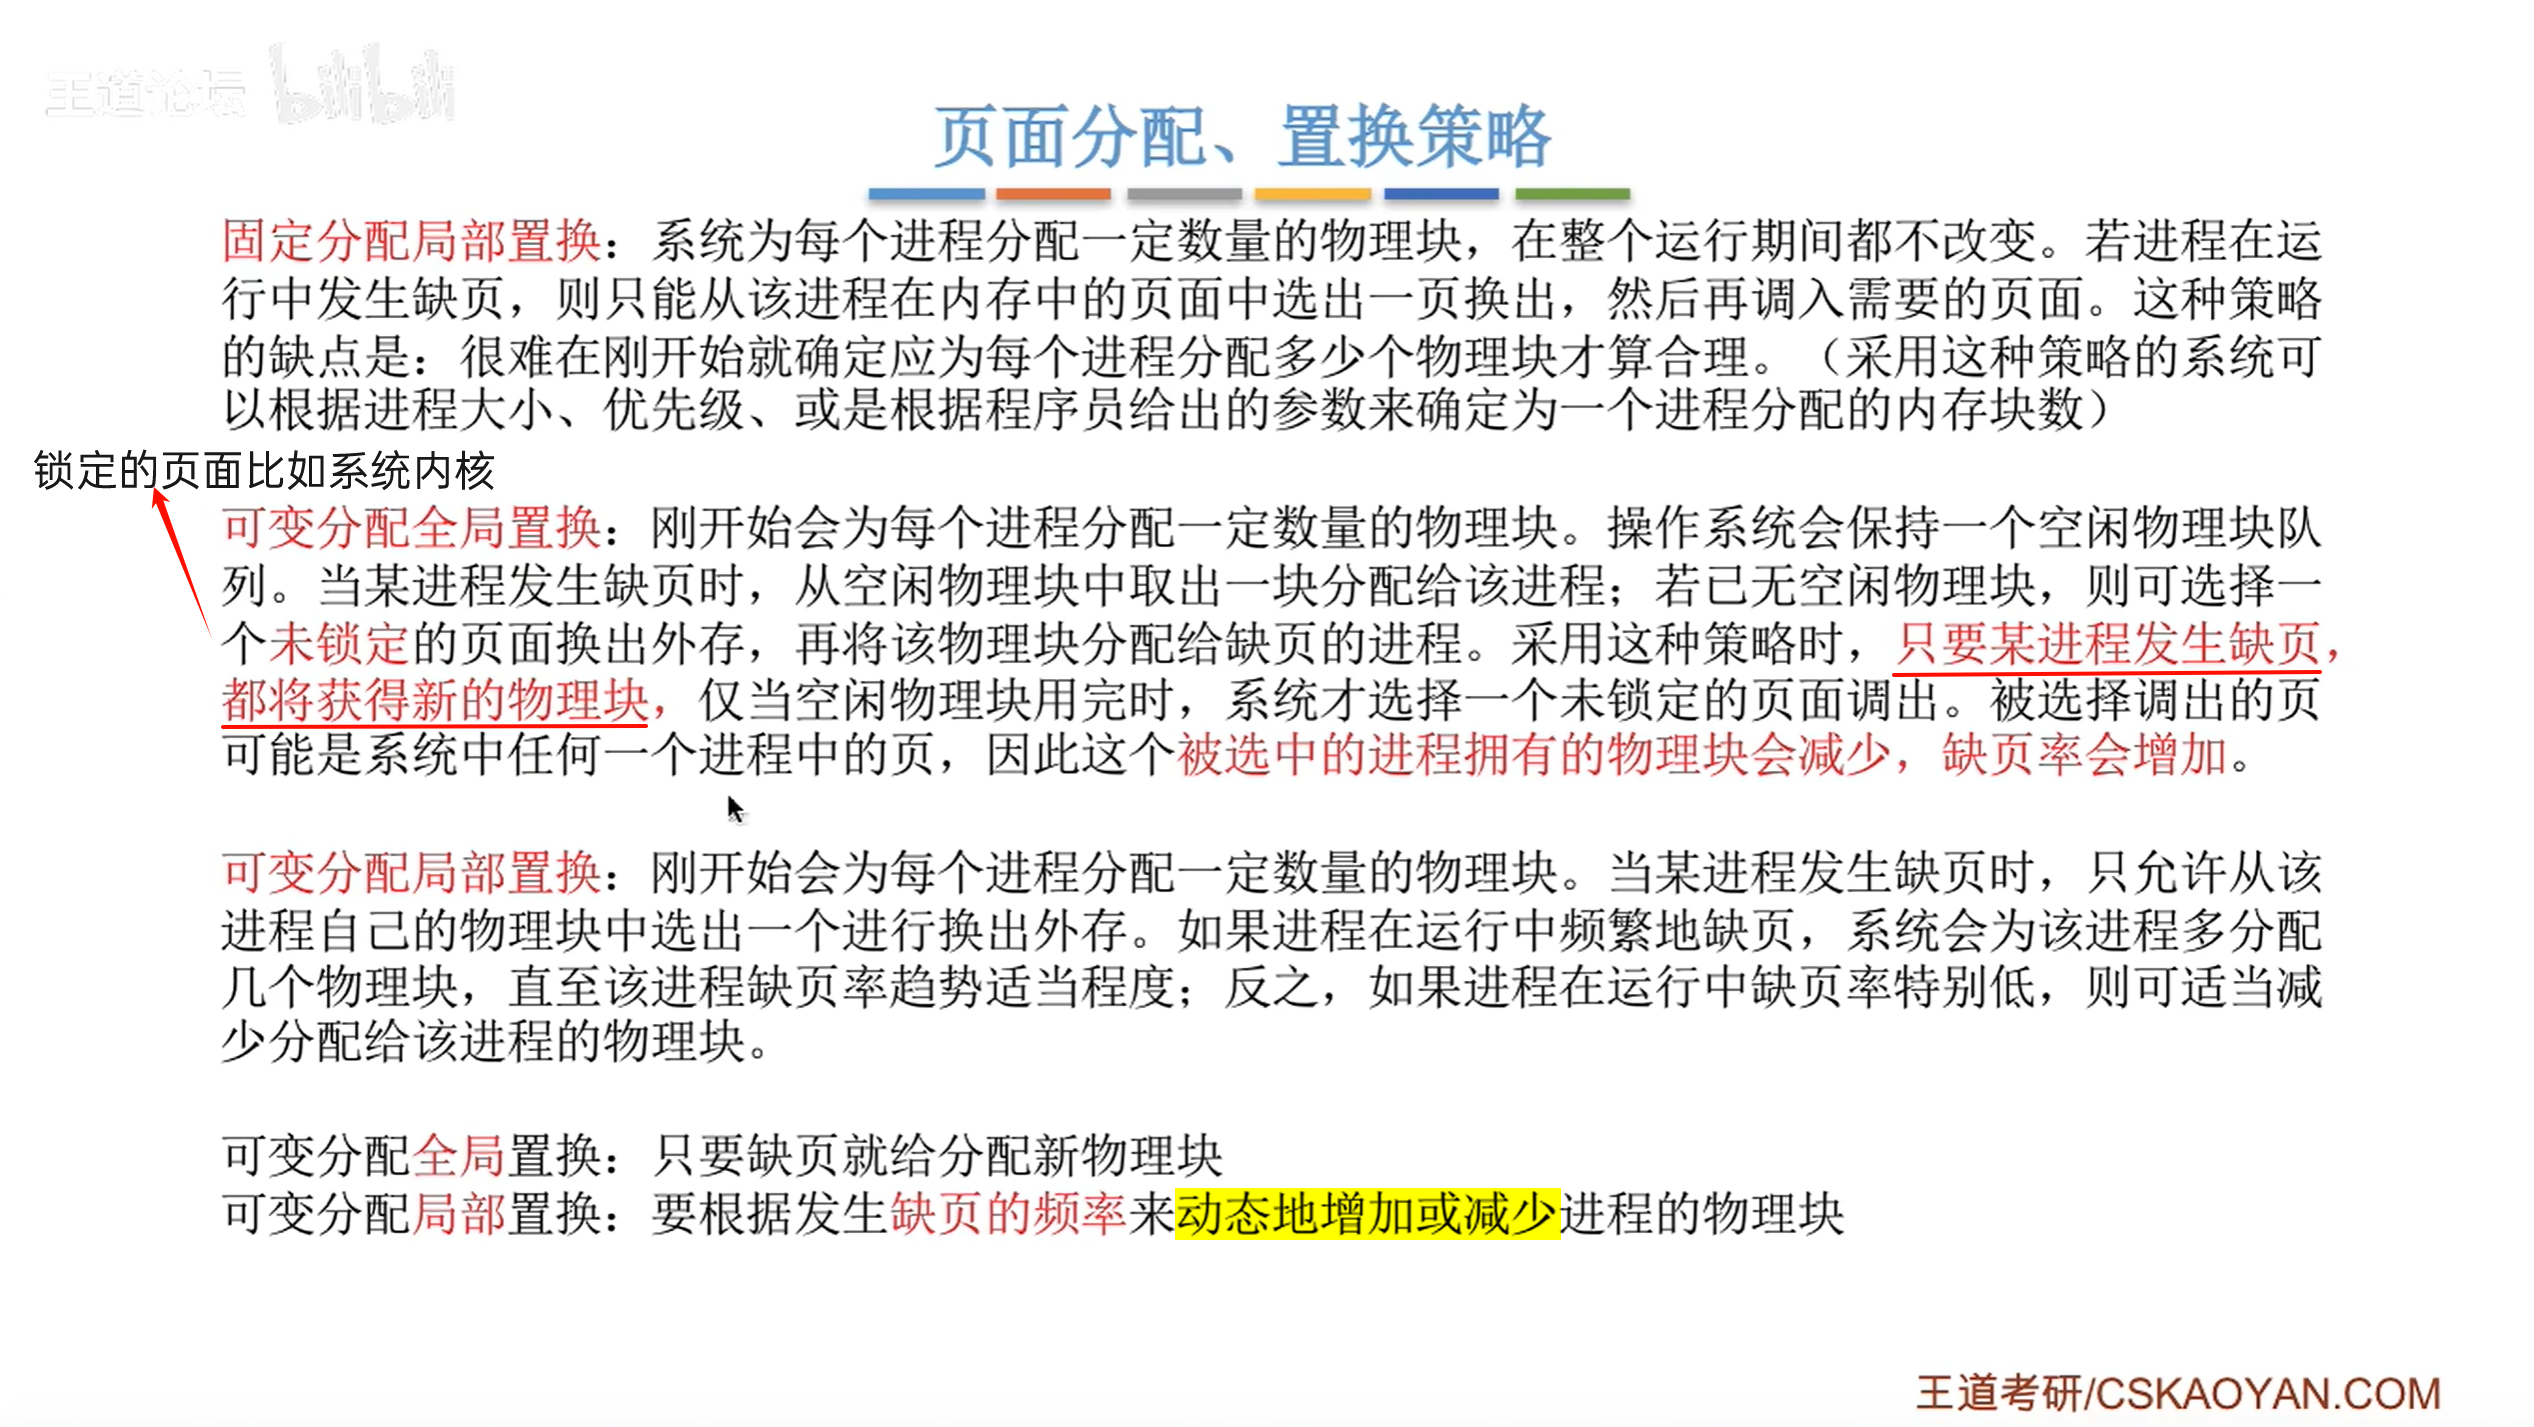 王道论坛 bilibili
页面分配、置换策略
固定分配局部置换：系统为每个进程分配一定数量的物理块，在整个运行期间都不改变。若进程在运
行中发生缺页，则只能从该进程在内存中的页面中选出一页换出，然后再调入需要的页面。这种策略
的缺点是：很难在刚开始就确定应为每个进程分配多少个物理块才算合理。（采用这种策略的系统可
以根据进程大小、优先级、或是根据程序员给出的参数来确定为一个进程分配的内存块数）
锁定的页面比如系统内核
可变分配全局置换：刚开始会为每个进程分配一定数量的物理块。操作系统会保持一个空闲物理块队
列。当某进程发生缺页时，从空闲物理块中取出一块分配给该进程；若已无空闲物理块，则可选择一
个未锁定的页面换出外存，再将该物理块分配给缺页的进程。采用这种策略时，只要某进程发生缺页，
都将获得新的物理块，仅当空闲物理块用完时，系统才选择一个未锁定的页面调出。被选择调出的页
可能是系统中任何一个进程中的页，因此这个被选中的进程拥有的物理块会减少，缺页率会增加。
可变分配局部置换：刚开始会为每个进程分配一定数量的物理块。当某进程发生缺页时，只允许从该
进程自己的物理块中选出一个进行换出外存。如果进程在运行中频繁地缺页，系统会为该进程多分配
几个物理块，直至该进程缺页率趋势适当程度；反之，如果进程在运行中缺页率特别低，则可适当减
少分配给该进程的物理块。
可变分配全局置换：只要缺页就给分配新物理块
可变分配局部置换：要根据发生缺页的频率来动态地增加或减少进程的物理块
王道考研/CSKAOYAN.COM